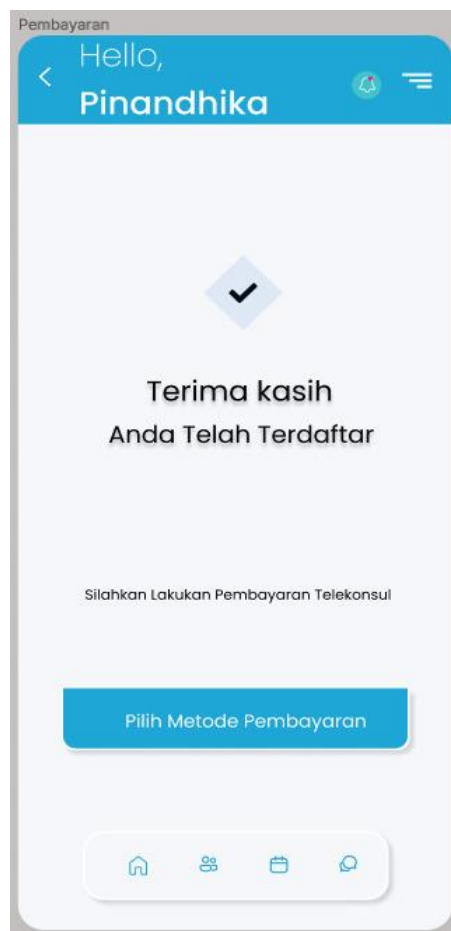 Pembayaran
Hello,
Pinandhika
Terima kasih
Anda Telah Terdaftar
Silahkan Lakukan Pembayaran Telekonsul
Pilih Metode Pembayaran